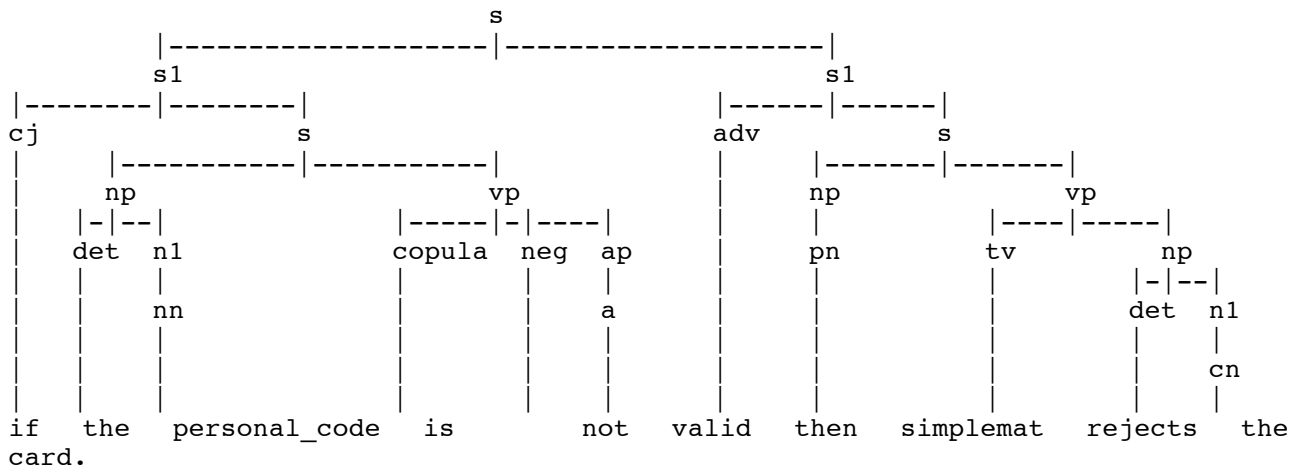 s
|--------------------|--------------------|
s1 s1
|--------|--------| |------|------|
cj s adv s
| |-----------|-----------| | |-------|-------|
| np vp | np vp
| |-|--| |-----|-|----| | | |----|-----|
| det n1 copula neg ap | pn tv np
| | | | | | | | | |-|--|
| | nn | | a | | | det n1
| | | | | | | | | | |
| | | | | | | | | | cn
| | | | | | | | | | |
if the personal_code is not valid then simplemat rejects the
card.